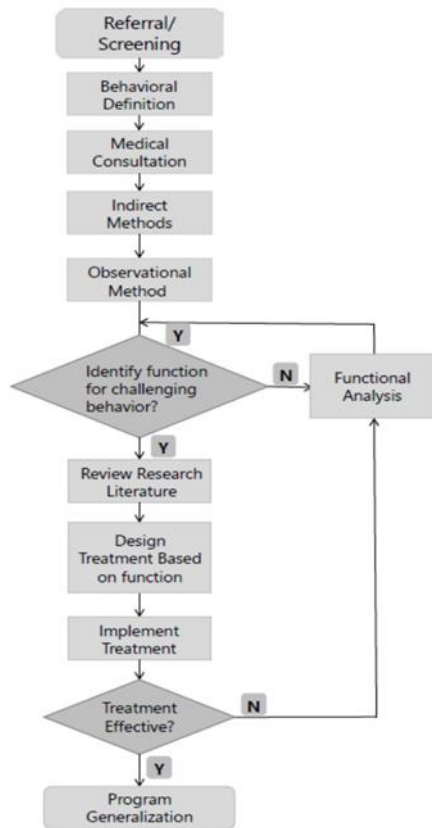 Referral/
Screening
Behavioral
Definition
Medical
Consultation
Indirect
Methods
Observational
Method
Y
Identify function
for challenging
behavior?
N
Functional
Analysis
Y
Review Research
Literature
Design
Treatment Based
on function
Implement
Treatment
Treatment
Effective?
N
Y
Program
Generalization